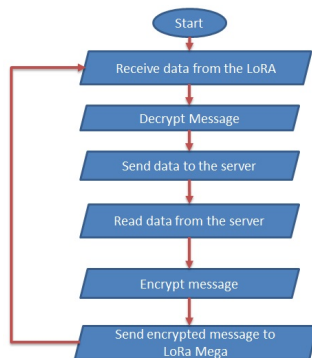 Start
Receive data from the LoRA
Decrypt Message
Send data to the server
Read data from the server
Encrypt message
Send encrypted message to
LoRa Mega